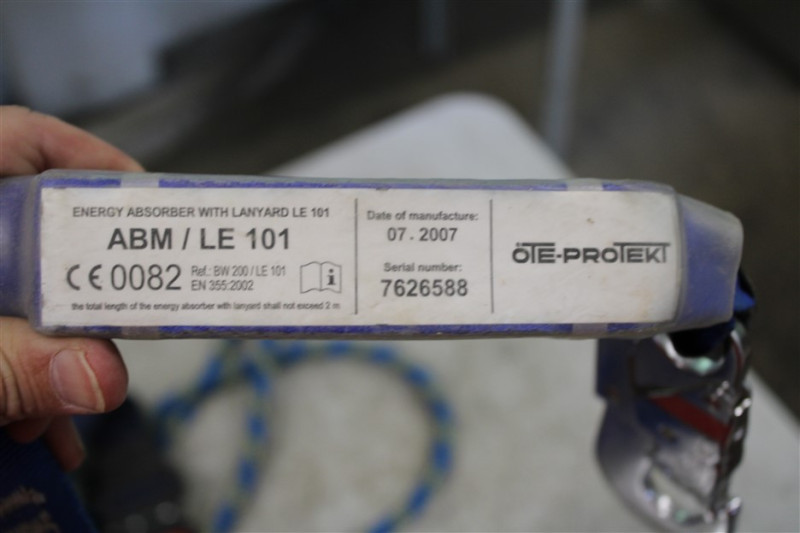 ENERGY ABSORBER WITH LANYARD LE 101
ABM / LE 101
CE 0082
Ref.: BW 200 / LE 101
EN 355:2002
the total length of the energy absorber with lanyard shall not exceed 2 m
Date of manufacture:
07.2007
Serial number:
7626588
ÖTE-PROTEKT